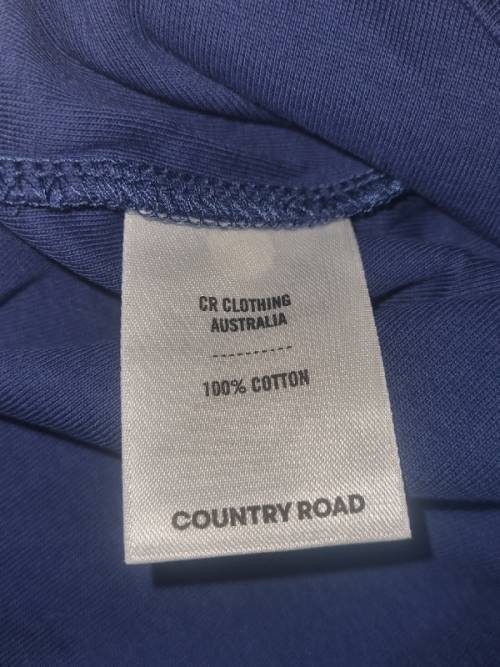 CR CLOTHING
AUSTRALIA
----------
100% COTTON
COUNTRY ROAD